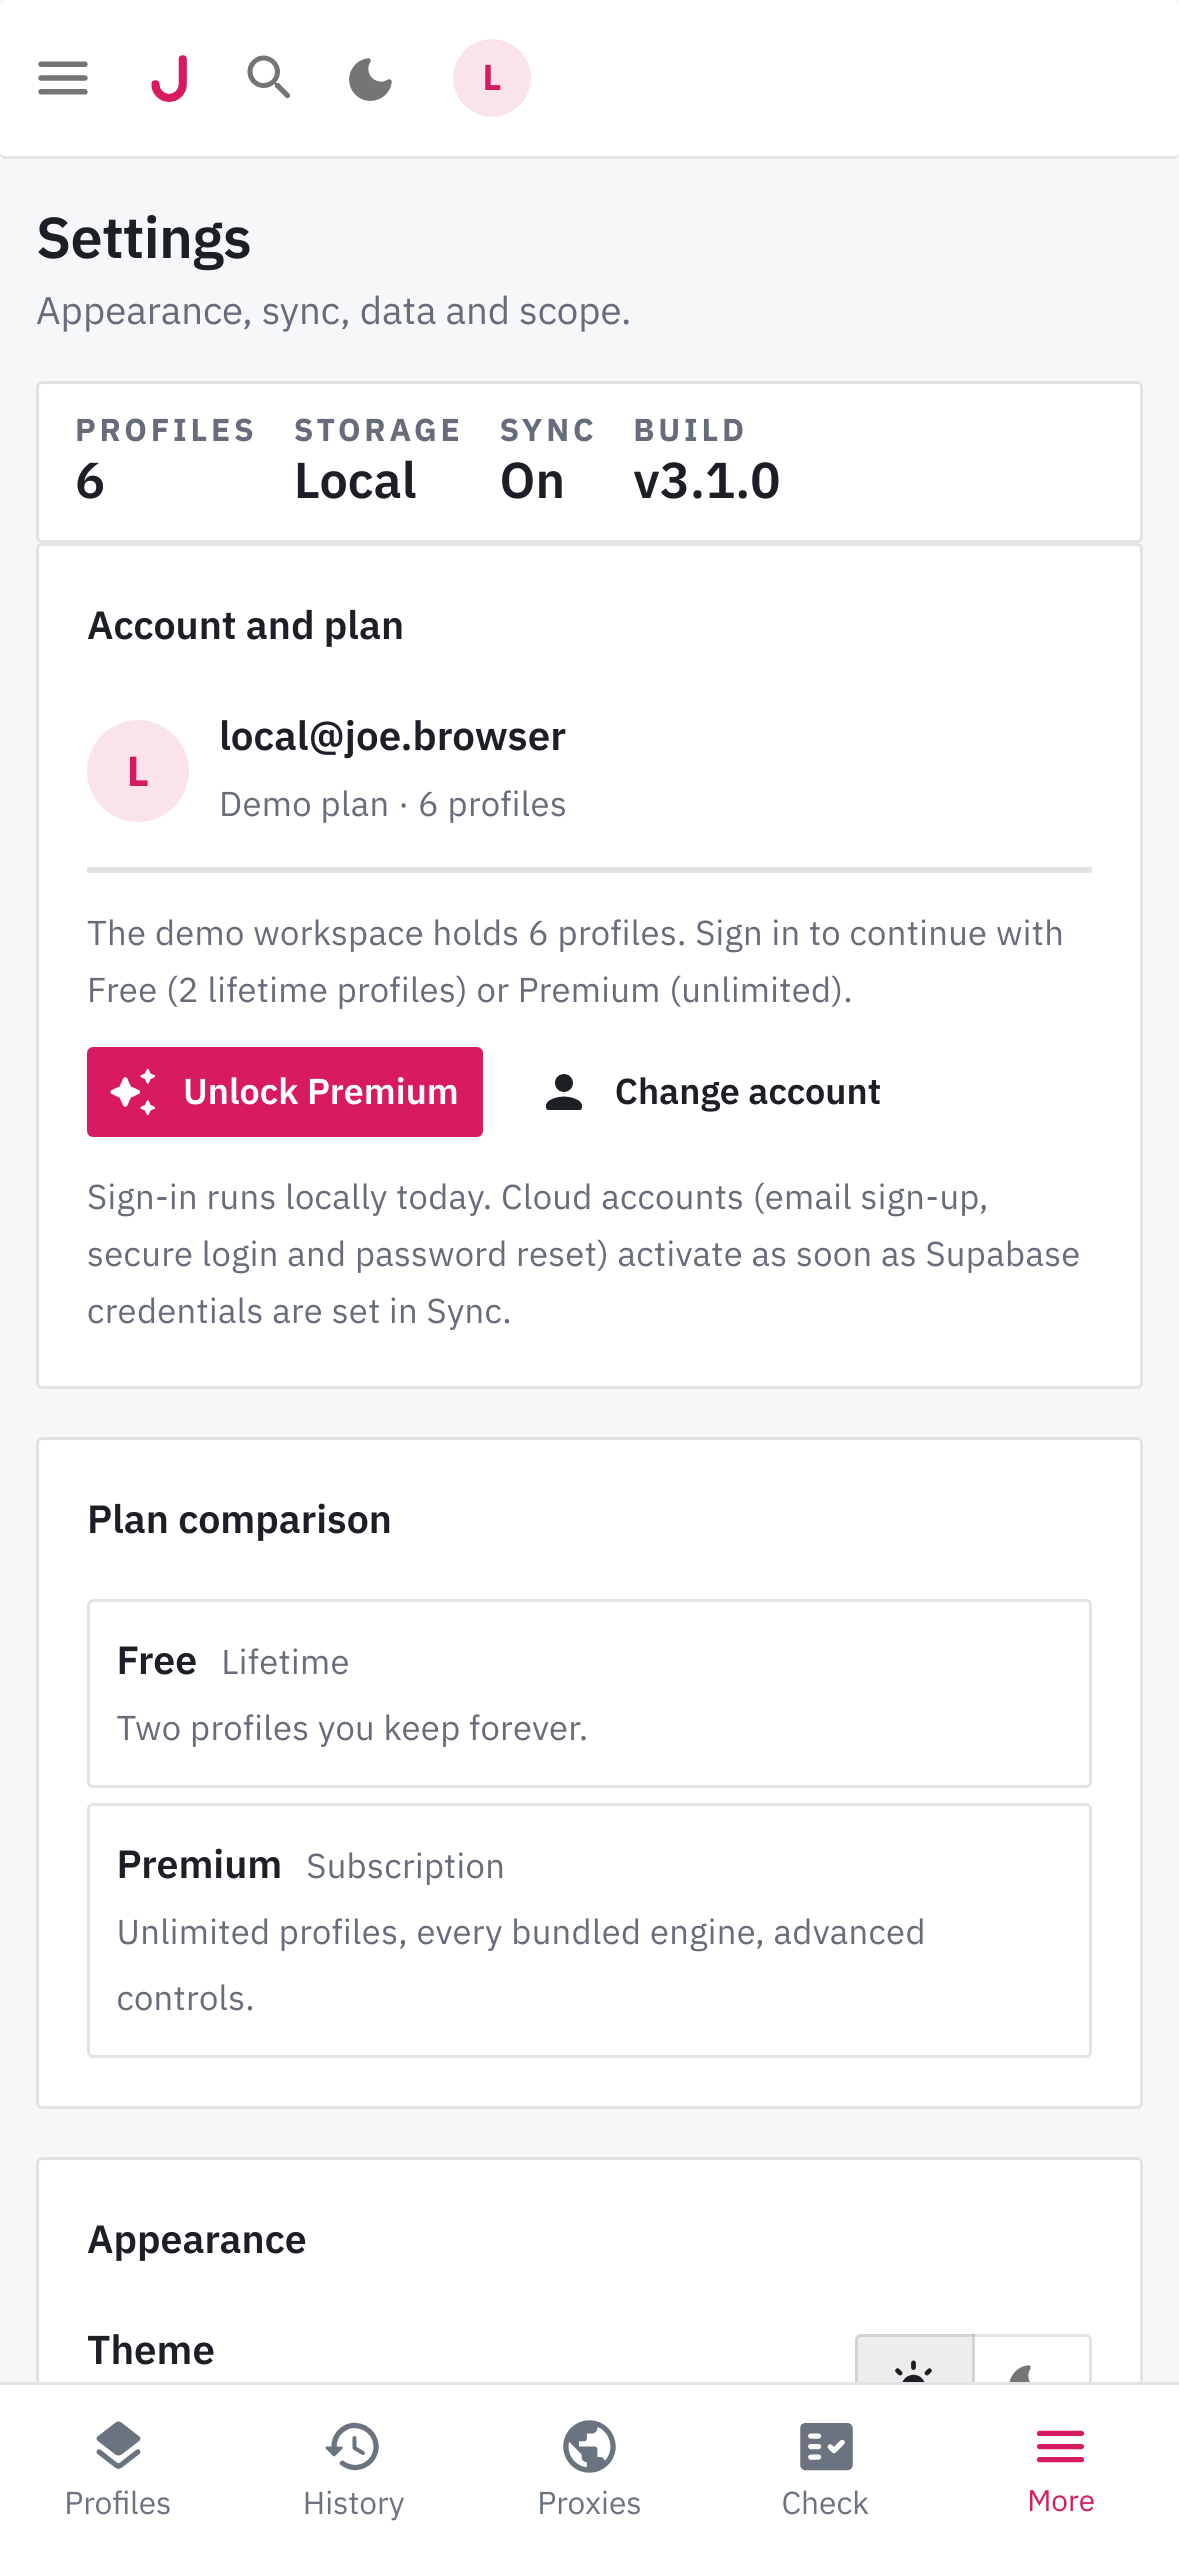 J
L
Settings
Appearance, sync, data and scope.
PROFILES STORAGE SYNC BUILD
6 Local On v3.1.0
Account and plan
L
local@joe.browser
Demo plan · 6 profiles
The demo workspace holds 6 profiles. Sign in to continue with
Free (2 lifetime profiles) or Premium (unlimited).
Unlock Premium Change account
Sign-in runs locally today. Cloud accounts (email sign-up,
secure login and password reset) activate as soon as Supabase
credentials are set in Sync.
Plan comparison
Free Lifetime
Two profiles you keep forever.
Premium Subscription
Unlimited profiles, every bundled engine, advanced
controls.
Appearance
Theme
Profiles History Proxies Check More